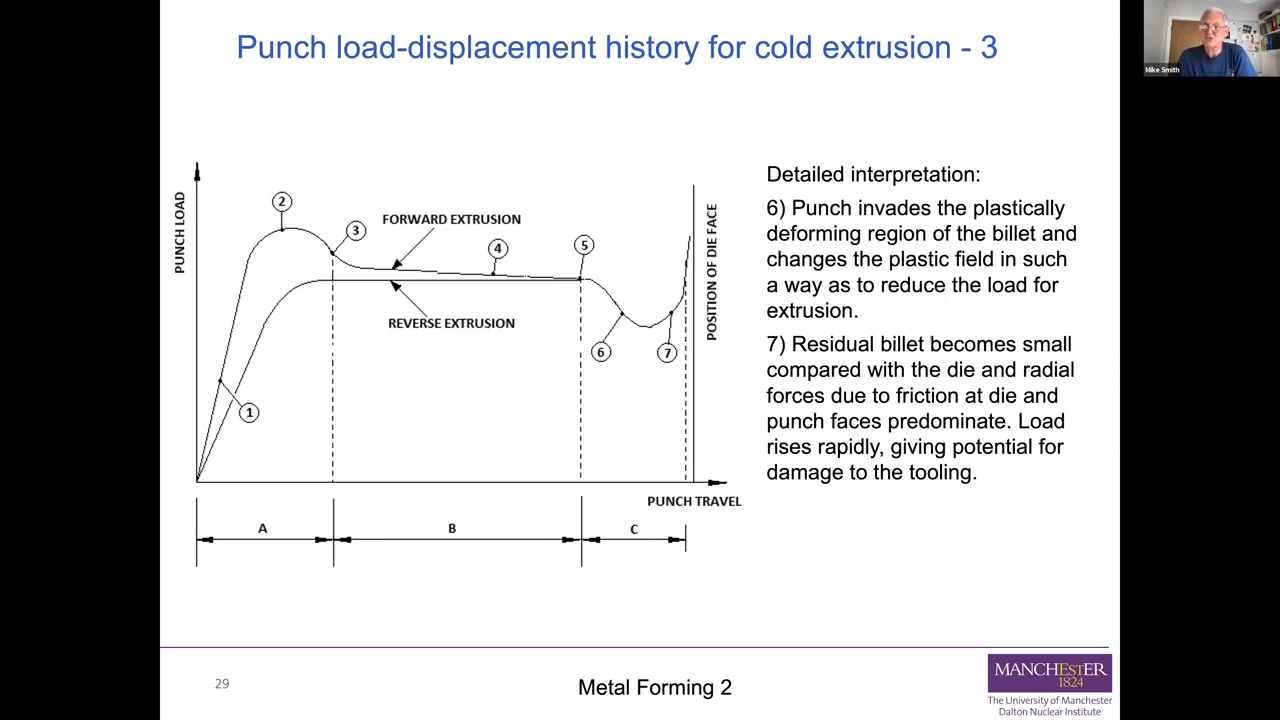 Punch load-displacement history for cold extrusion - 3
Mike Smith
PUNCH LOAD
2
3
FORWARD EXTRUSION
4
5
REVERSE EXTRUSION
6
7
1
POSITION OF DIE FACE
PUNCH TRAVEL
A
B
C
Detailed interpretation:
6) Punch invades the plastically
deforming region of the billet and
changes the plastic field in such
a way as to reduce the load for
extrusion.
7) Residual billet becomes small
compared with the die and radial
forces due to friction at die and
punch faces predominate. Load
rises rapidly, giving potential for
damage to the tooling.
29
Metal Forming 2
MANCHESTER
1824
The University of Manchester
Dalton Nuclear Institute